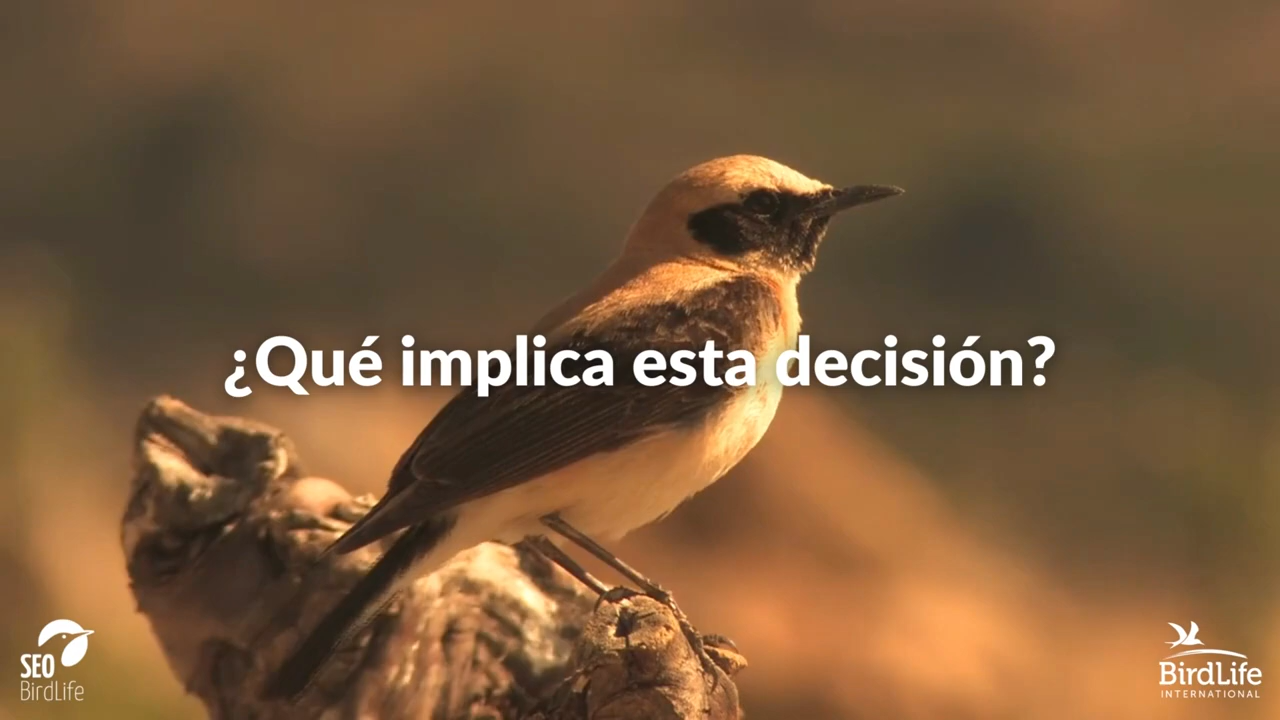 ¿Qué implica esta decisión?
SEO
BirdLife
BirdLife
INTERNATIONAL